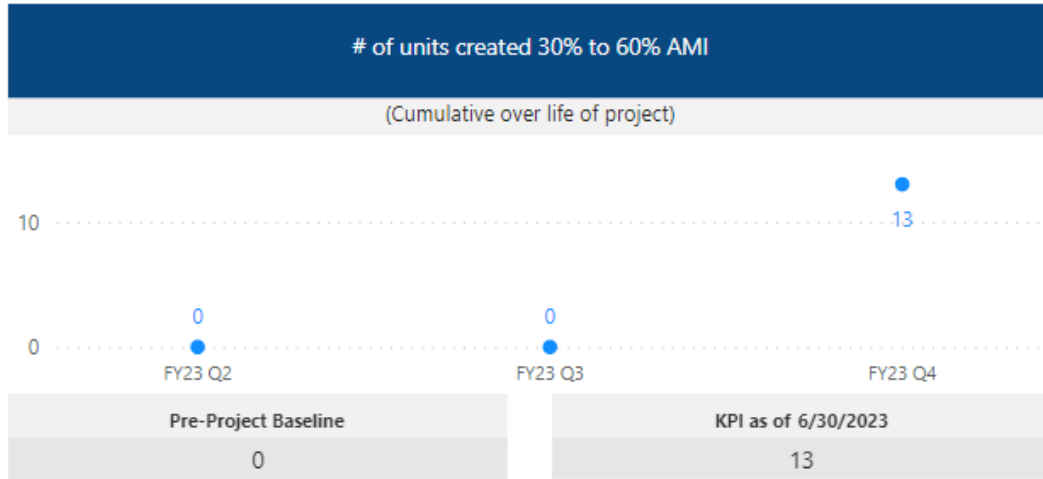 # of units created 30% to 60% AMI
(Cumulative over life of project)
10
13
0
0
0
FY23 Q2
FY23 Q3
FY23 Q4
Pre-Project Baseline
KPI as of 6/30/2023
0
13